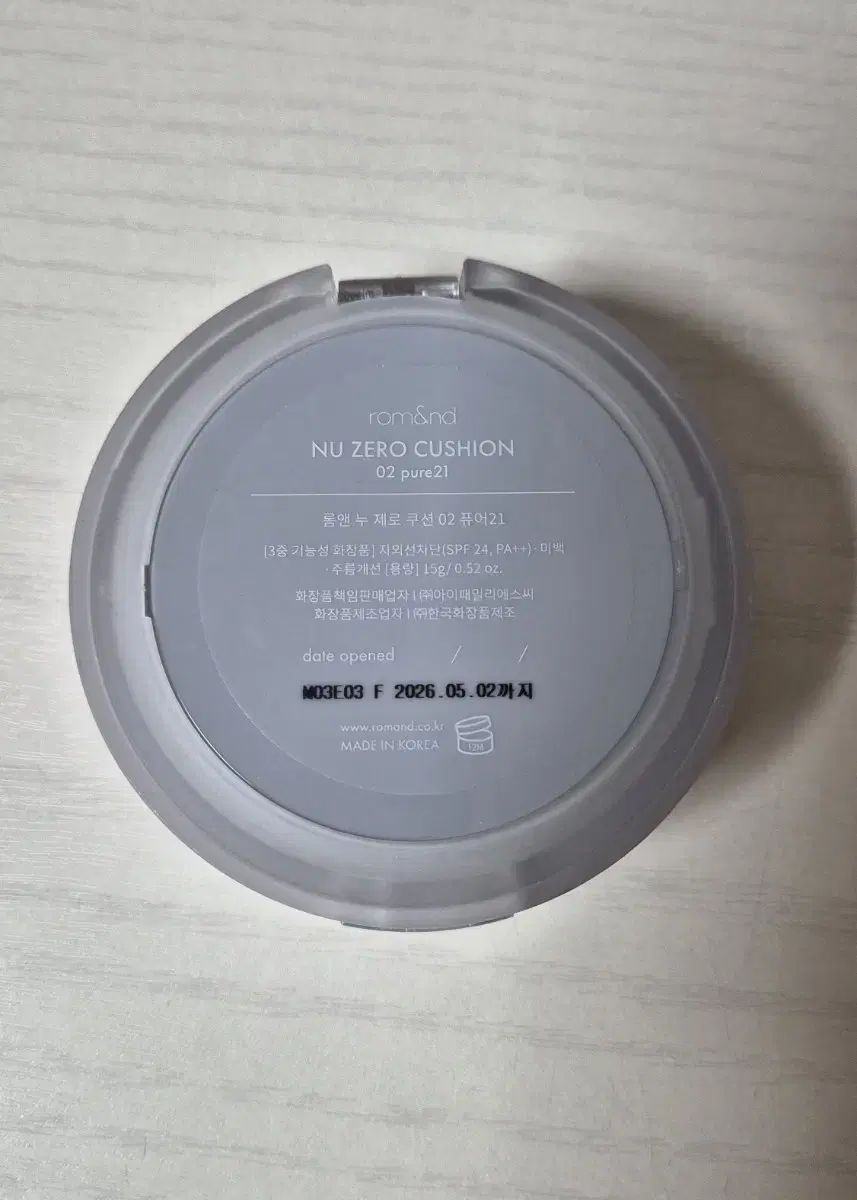 rom&nd
NU ZERO CUSHION
02 pure21
롬앤 누 제로 쿠션 02 퓨어21
[3중 기능성 화장품] 자외선차단(SPF 24, PA++)·미백
·주름개선 [용량] 15g/ 0.52 oz.
화장품책임판매업자 I ㈜아이패밀리에스씨
화장품제조업자 I ㈜한국화장품제조
date opened / /
M03E03 F 2026.05.02까지
www.romand.co.kr
MADE IN KOREA
12M